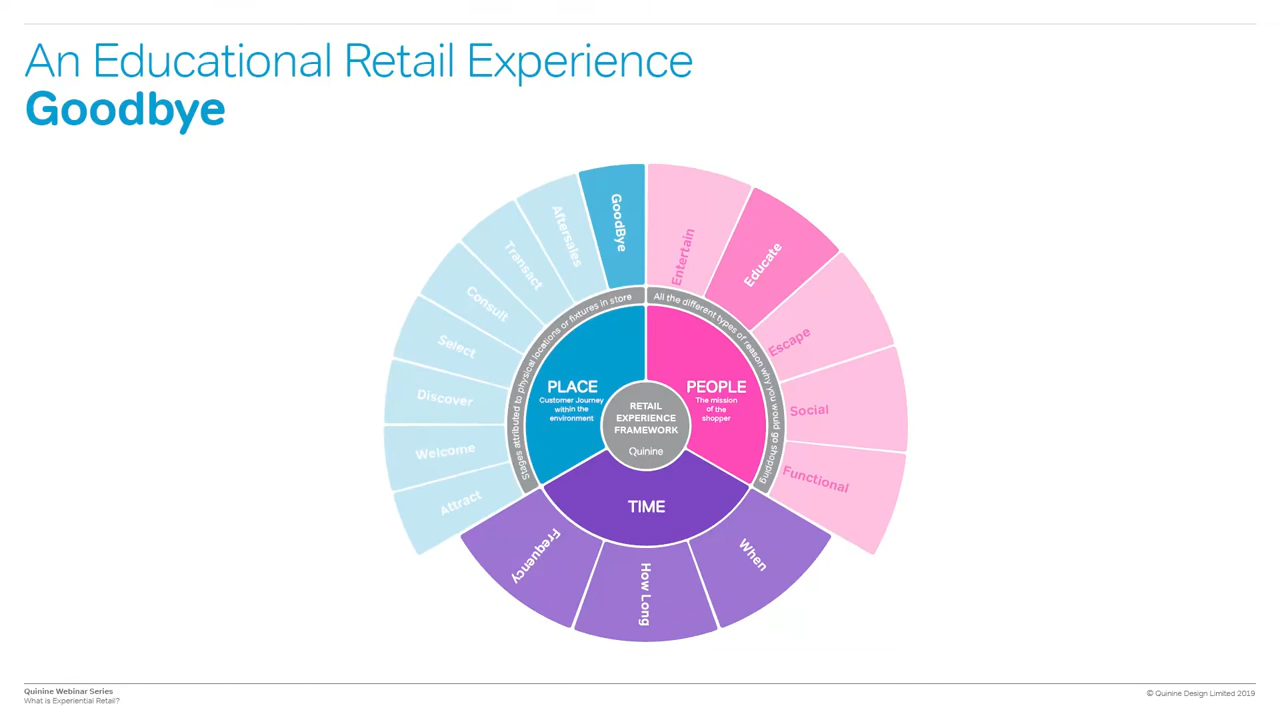 An Educational Retail Experience
Goodbye
GoodBye
Aftersales
Transact
Consult
Select
Discover
Welcome
Attract
Entertain
Educate
Escape
Social
Functional
Stages attributed to physical locations or fixtures in store
All the different types of reason why you would go shopping
PLACE
Customer Journey
within the
environment
PEOPLE
The mission
of the
shopper
RETAIL
EXPERIENCE
FRAMEWORK
Quinine
TIME
Frequency
How Long
When
Quinine Webinar Series
What is Experiential Retail?
© Quinine Design Limited 2019